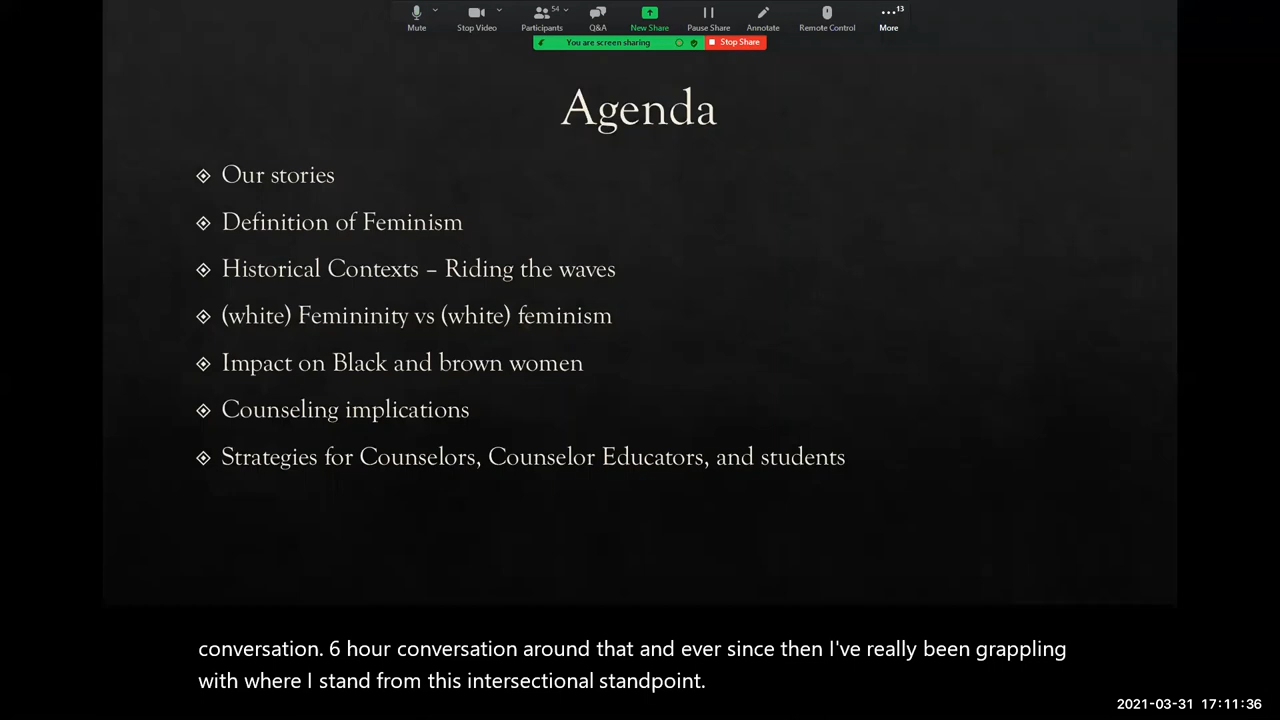 54
13
Mute
Stop Video
Participants
Q&A
New Share
Pause Share
Annotate
Remote Control
More
You are screen sharing
Stop Share
Agenda
Our stories
Definition of Feminism
Historical Contexts – Riding the waves
(white) Femininity vs (white) feminism
Impact on Black and brown women
Counseling implications
Strategies for Counselors, Counselor Educators, and students
conversation. 6 hour conversation around that and ever since then I've really been grappling
with where I stand from this intersectional standpoint.
2021-03-31 17:11:36